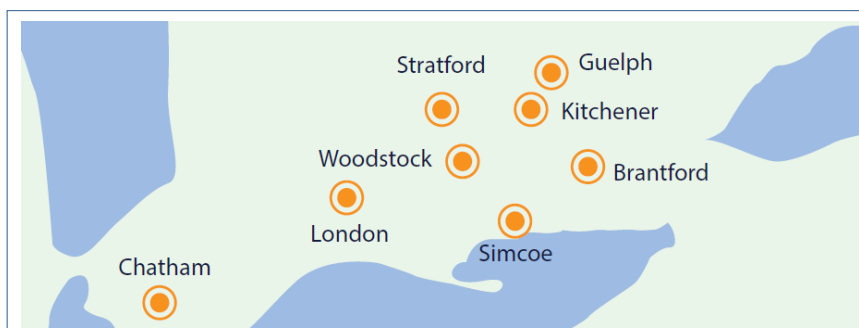 Guelph
Stratford
Kitchener
Woodstock
Brantford
London
Simcoe
Chatham